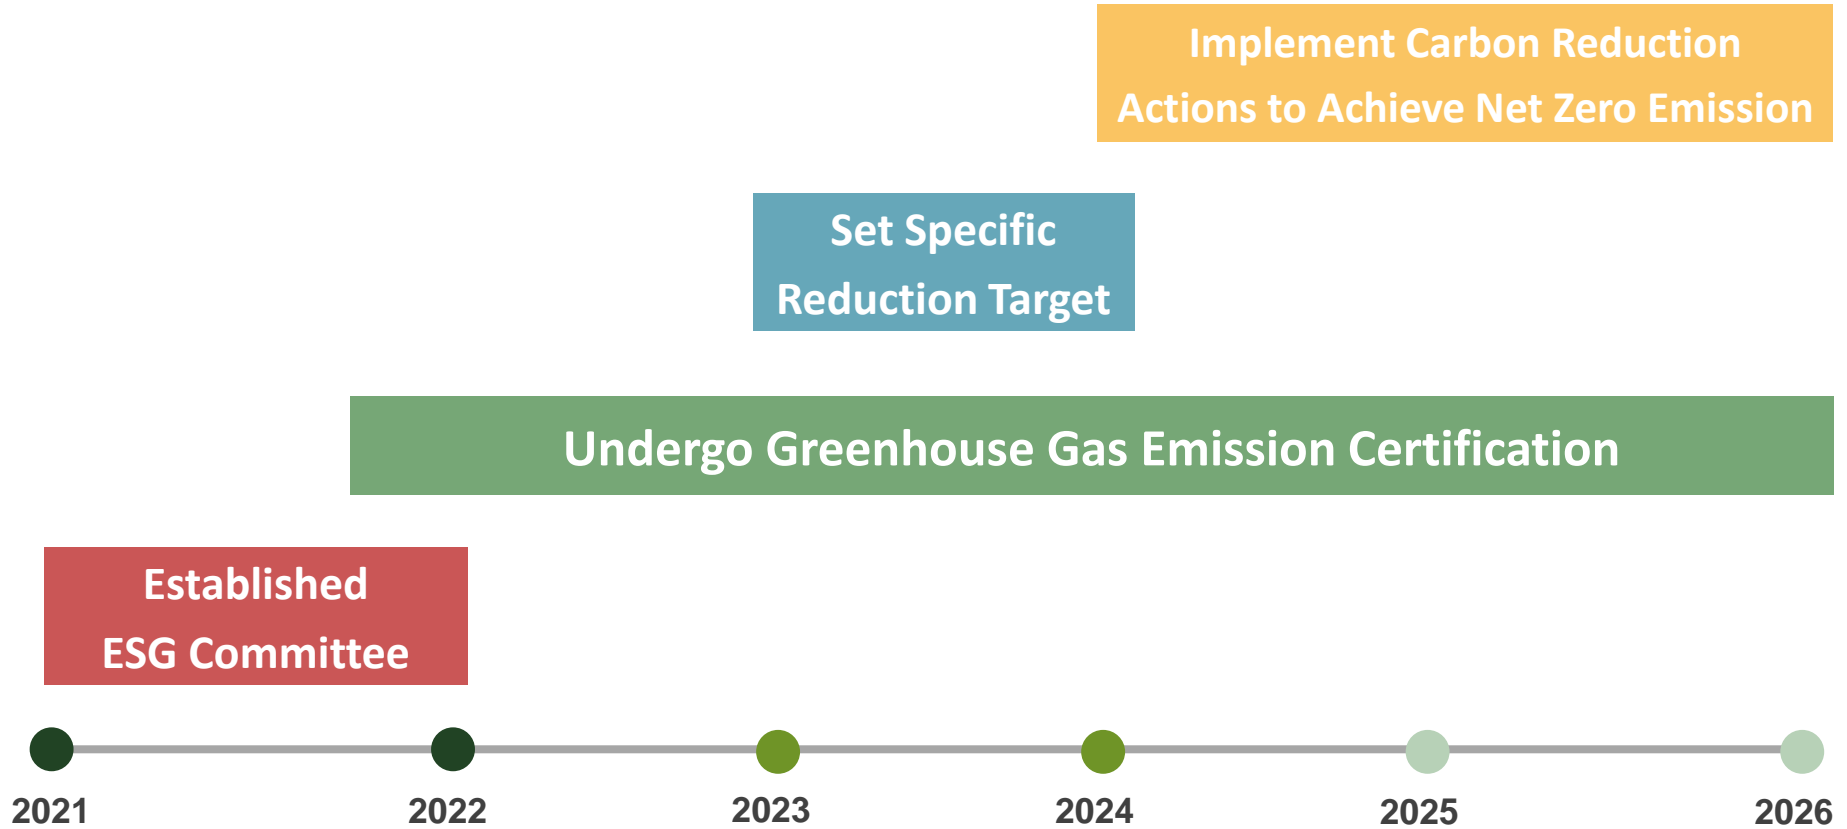 Implement Carbon Reduction
Actions to Achieve Net Zero Emission
Set Specific
Reduction Target
Undergo Greenhouse Gas Emission Certification
Established
ESG Committee
2021
2022
2023
2024
2025
2026